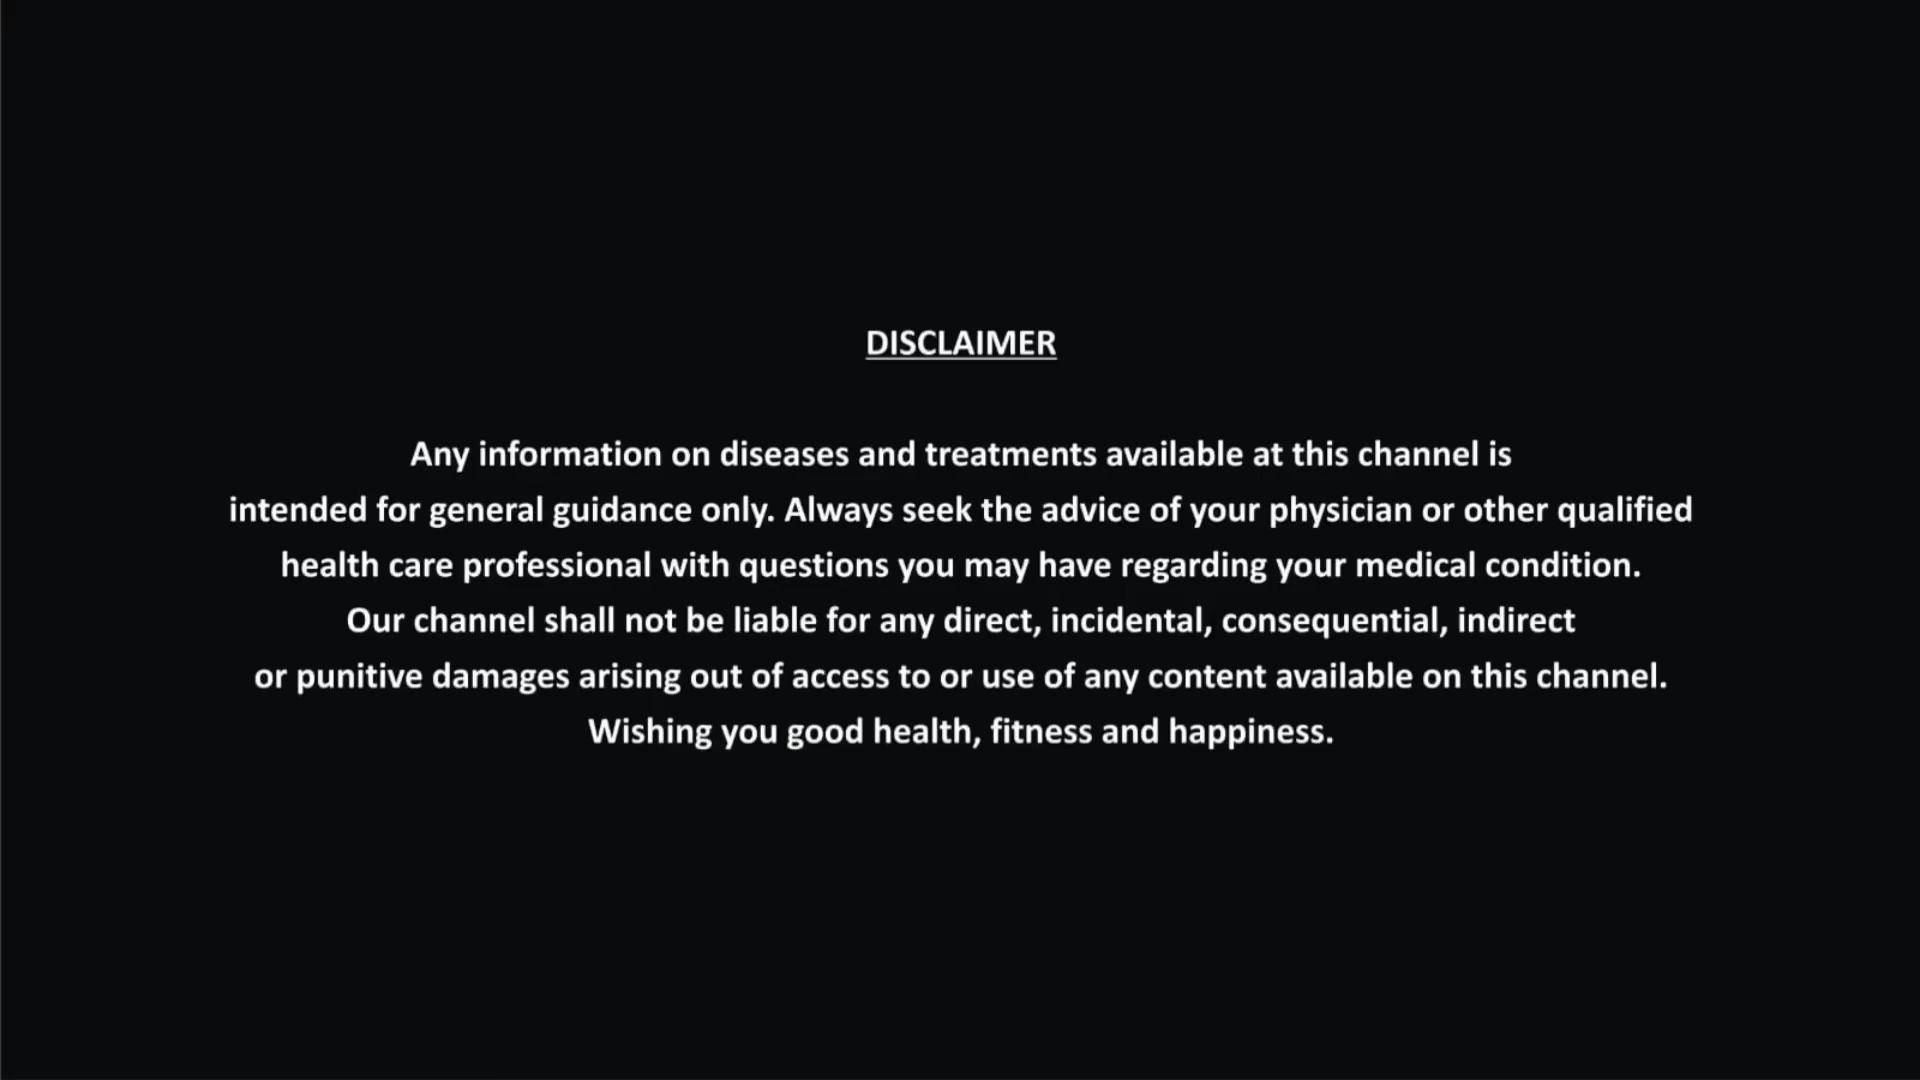 DISCLAIMER
Any information on diseases and treatments available at this channel is
intended for general guidance only. Always seek the advice of your physician or other qualified
health care professional with questions you may have regarding your medical condition.
Our channel shall not be liable for any direct, incidental, consequential, indirect
or punitive damages arising out of access to or use of any content available on this channel.
Wishing you good health, fitness and happiness.